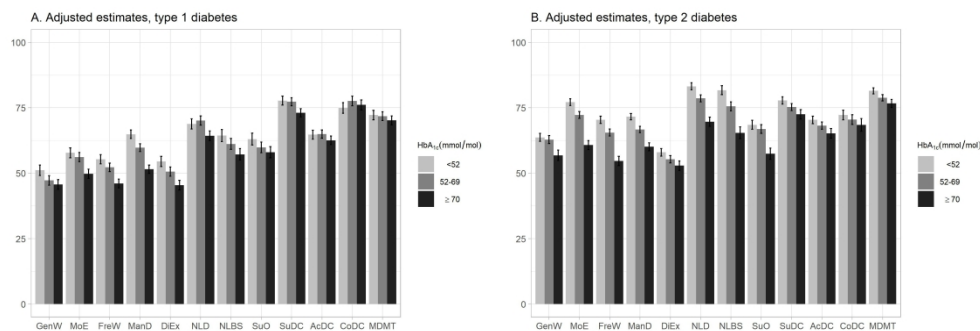 A. Adjusted estimates, type 1 diabetes
100
75
50
25
0
GenW MoE FreW ManD DiEx NLD NLBS SuO SuDC AcDC CoDC MDMT
HbA1c(mmol/mol)
<52
52-69
≥ 70
B. Adjusted estimates, type 2 diabetes
100
75
50
25
0
GenW MoE FreW ManD DiEx NLD NLBS SuO SuDC AcDC CoDC MDMT
HbA1c(mmol/mol)
<52
52-69
≥ 70